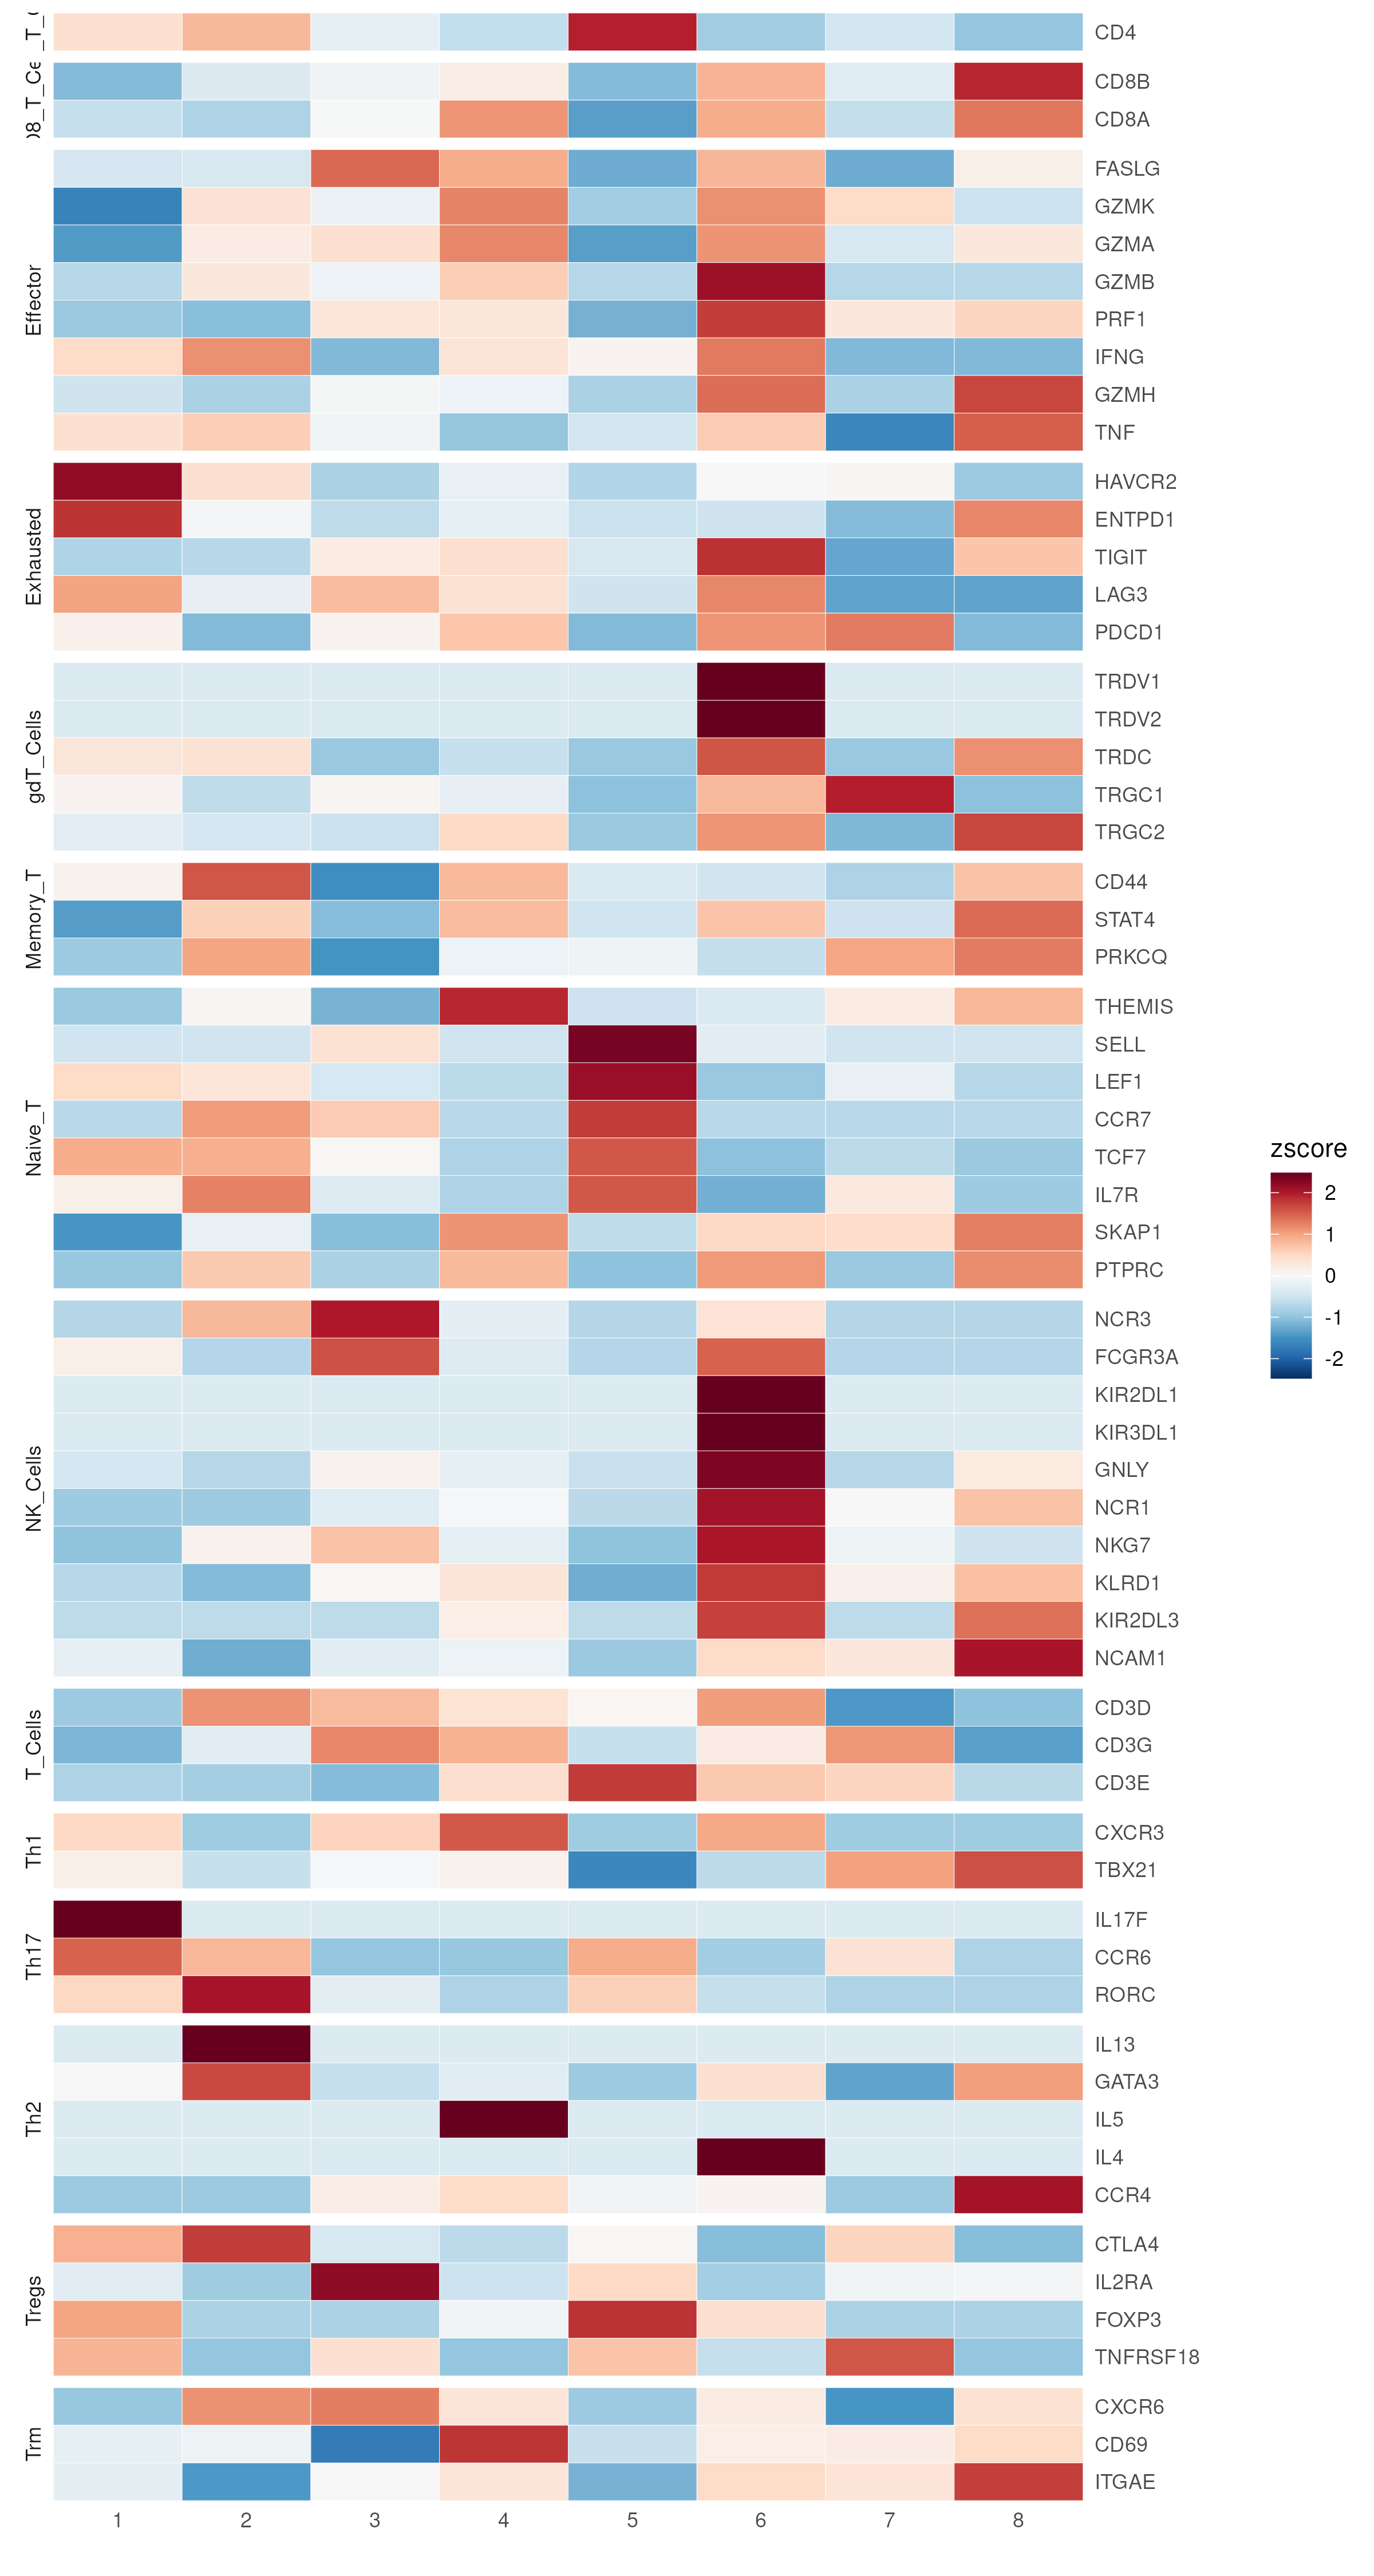 _T_
CD4
8_T_Ce
CD8B
CD8A
Effector
FASLG
GZMK
GZMA
GZMB
PRF1
IFNG
GZMH
TNF
Exhausted
HAVCR2
ENTPD1
TIGIT
LAG3
PDCD1
gdT_Cells
TRDV1
TRDV2
TRDC
TRGC1
TRGC2
Memory_T
CD44
STAT4
PRKCQ
Naive_T
THEMIS
SELL
LEF1
CCR7
TCF7
IL7R
SKAP1
PTPRC
NK_Cells
NCR3
FCGR3A
KIR2DL1
KIR3DL1
GNLY
NCR1
NKG7
KLRD1
KIR2DL3
NCAM1
T_Cells
CD3D
CD3G
CD3E
Th1
CXCR3
TBX21
Th17
IL17F
CCR6
RORC
Th2
IL13
GATA3
IL5
IL4
CCR4
Tregs
CTLA4
IL2RA
FOXP3
TNFRSF18
Trm
CXCR6
CD69
ITGAE
1 2 3 4 5 6 7 8
zscore
2
1
0
-1
-2